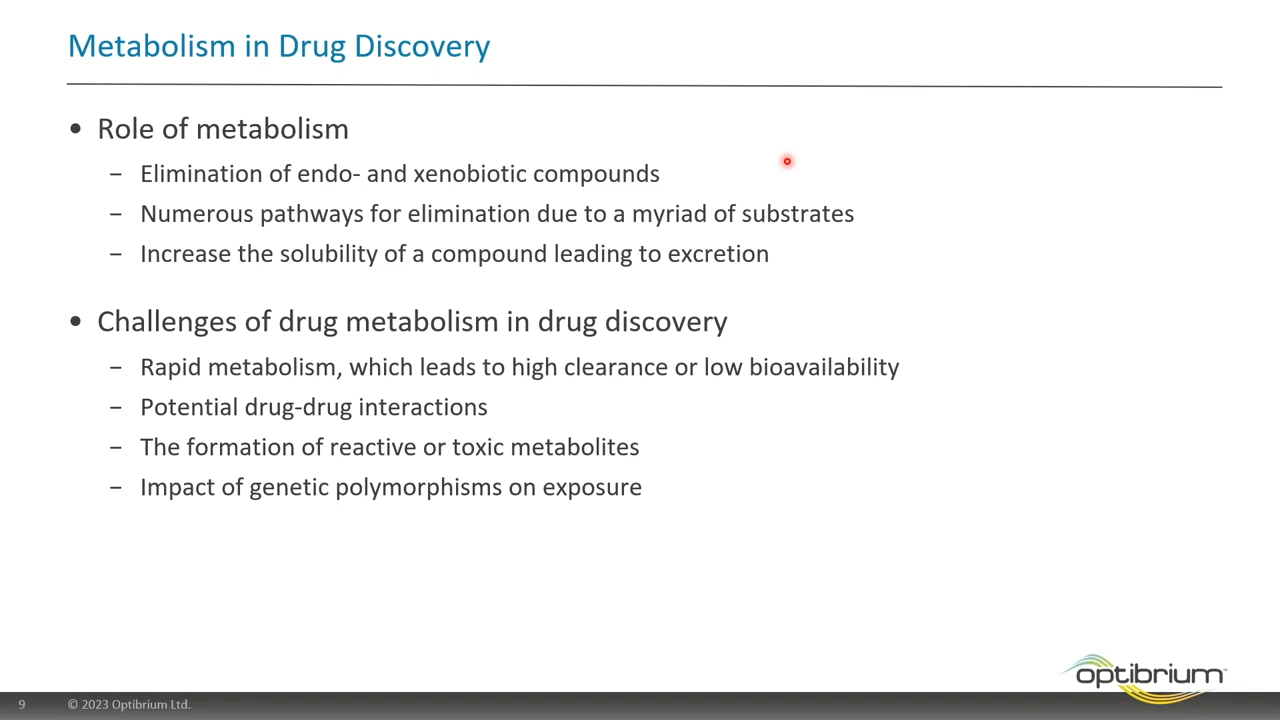 Metabolism in Drug Discovery
• Role of metabolism
– Elimination of endo- and xenobiotic compounds
– Numerous pathways for elimination due to a myriad of substrates
– Increase the solubility of a compound leading to excretion
• Challenges of drug metabolism in drug discovery
– Rapid metabolism, which leads to high clearance or low bioavailability
– Potential drug-drug interactions
– The formation of reactive or toxic metabolites
– Impact of genetic polymorphisms on exposure
optibrium™
9 © 2023 Optibrium Ltd.